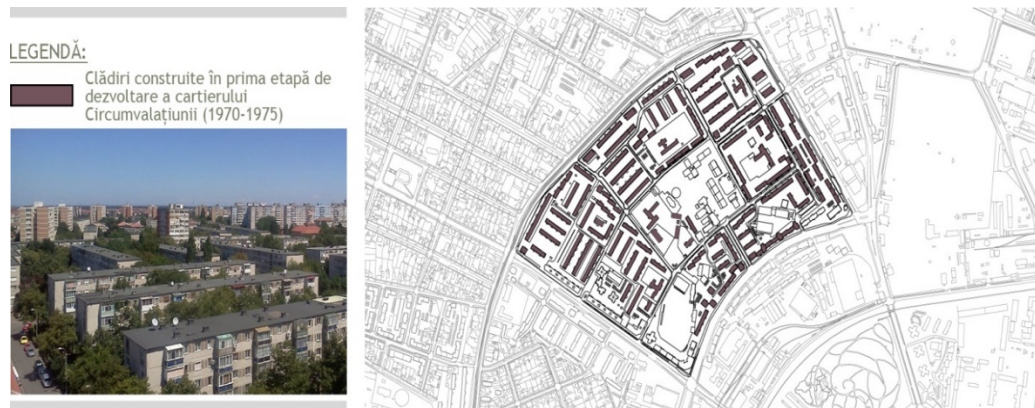 LEGENDĂ:
Clădiri construite în prima etapă de
dezvoltare a cartierului
Circumvalațiunii (1970-1975)